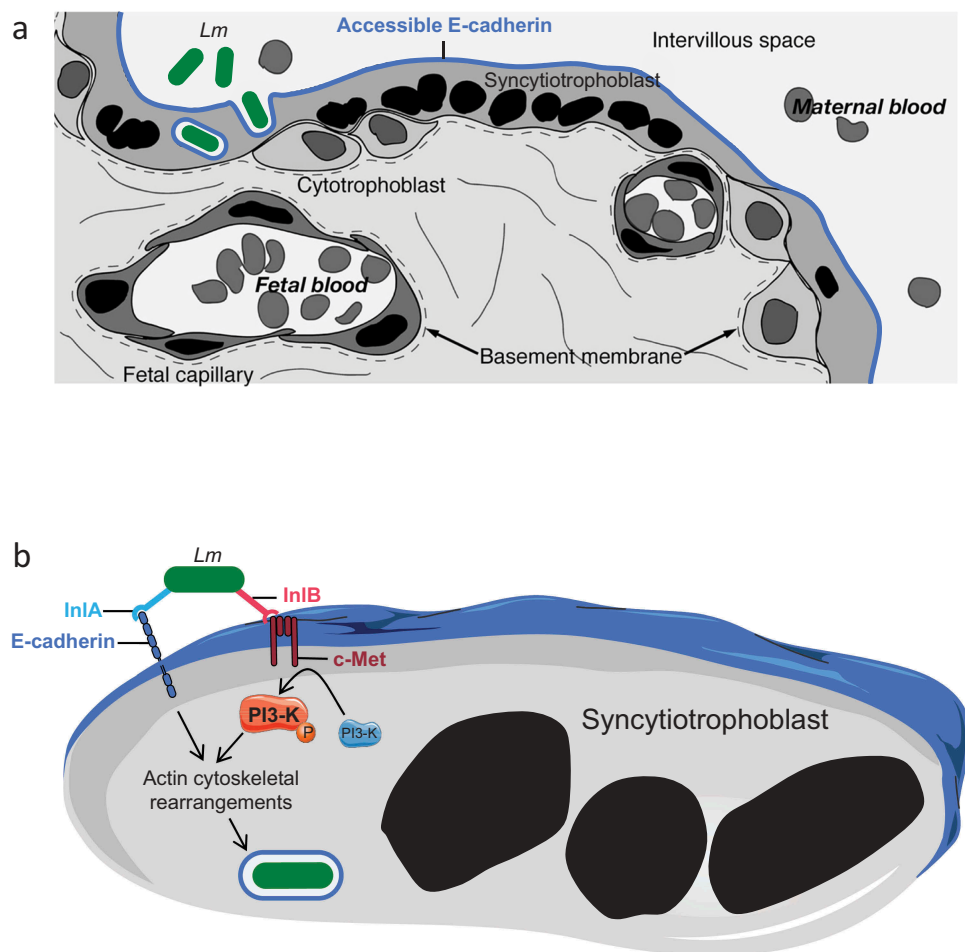 a
Lm
Accessible E-cadherin
Intervillous space
Syncytiotrophoblast
Maternal blood
Cytotrophoblast
Fetal blood
Basement membrane
Fetal capillary
b
Lm
InlB
InlA
E-cadherin
c-Met
PI3-K
P
PI3-K
Syncytiotrophoblast
Actin cytoskeletal
rearrangements